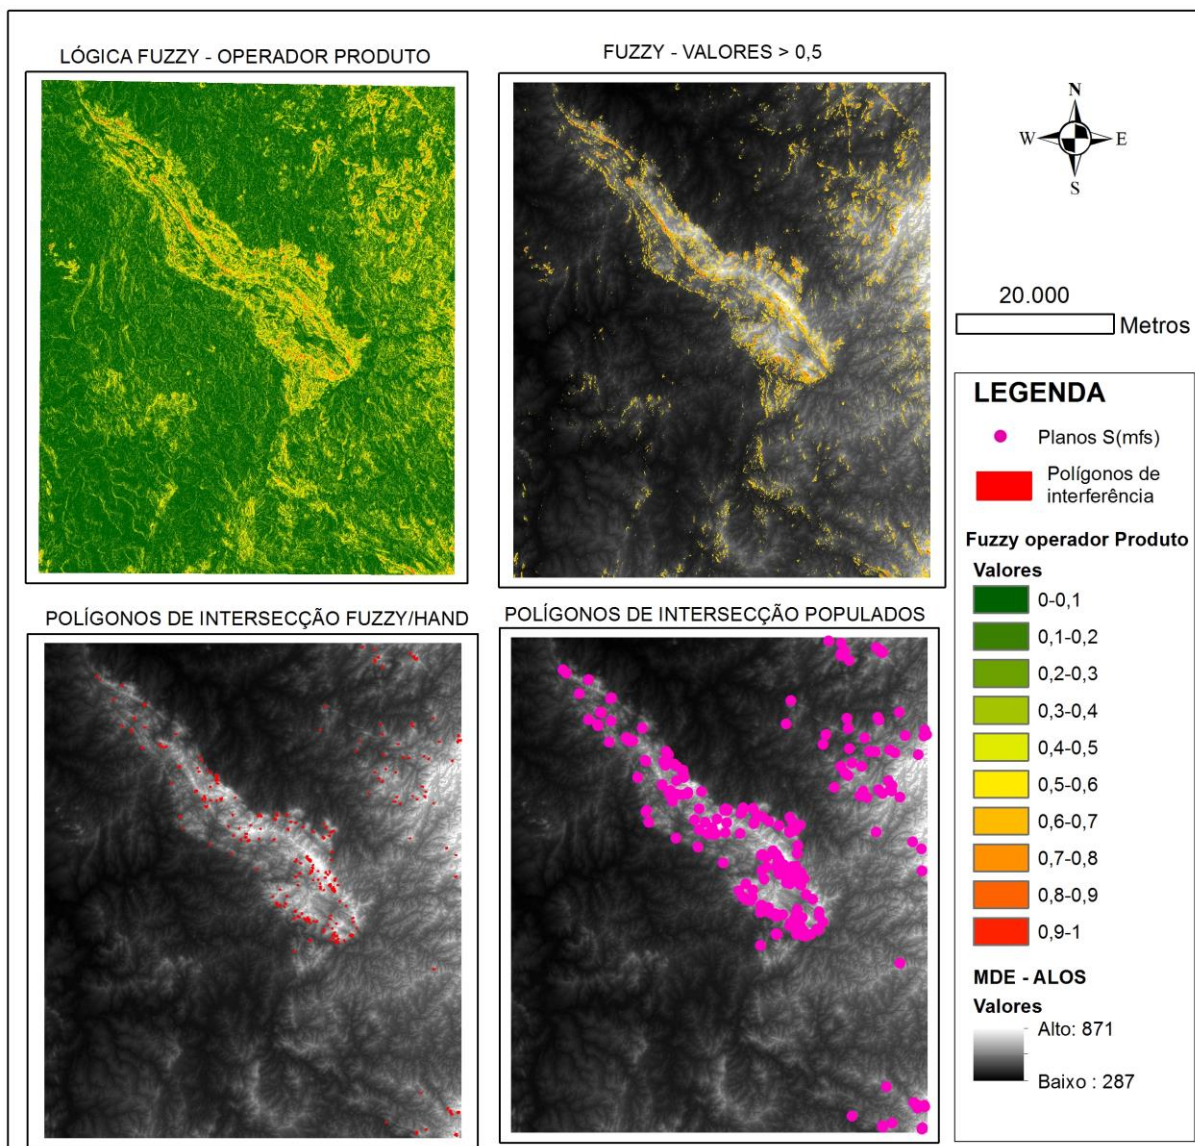 LÓGICA FUZZY - OPERADOR PRODUTO
FUZZY - VALORES > 0,5
N
W
E
S
20.000
Metros
POLÍGONOS DE INTERSECÇÃO FUZZY/HAND
POLÍGONOS DE INTERSECÇÃO POPULADOS
LEGENDA
Planos S(mfs)
Polígonos de
interferência
Fuzzy operador Produto
Valores
0-0,1
0,1-0,2
0,2-0,3
0,3-0,4
0,4-0,5
0,5-0,6
0,6-0,7
0,7-0,8
0,8-0,9
0,9-1
MDE - ALOS
Valores
Alto: 871
Baixo : 287